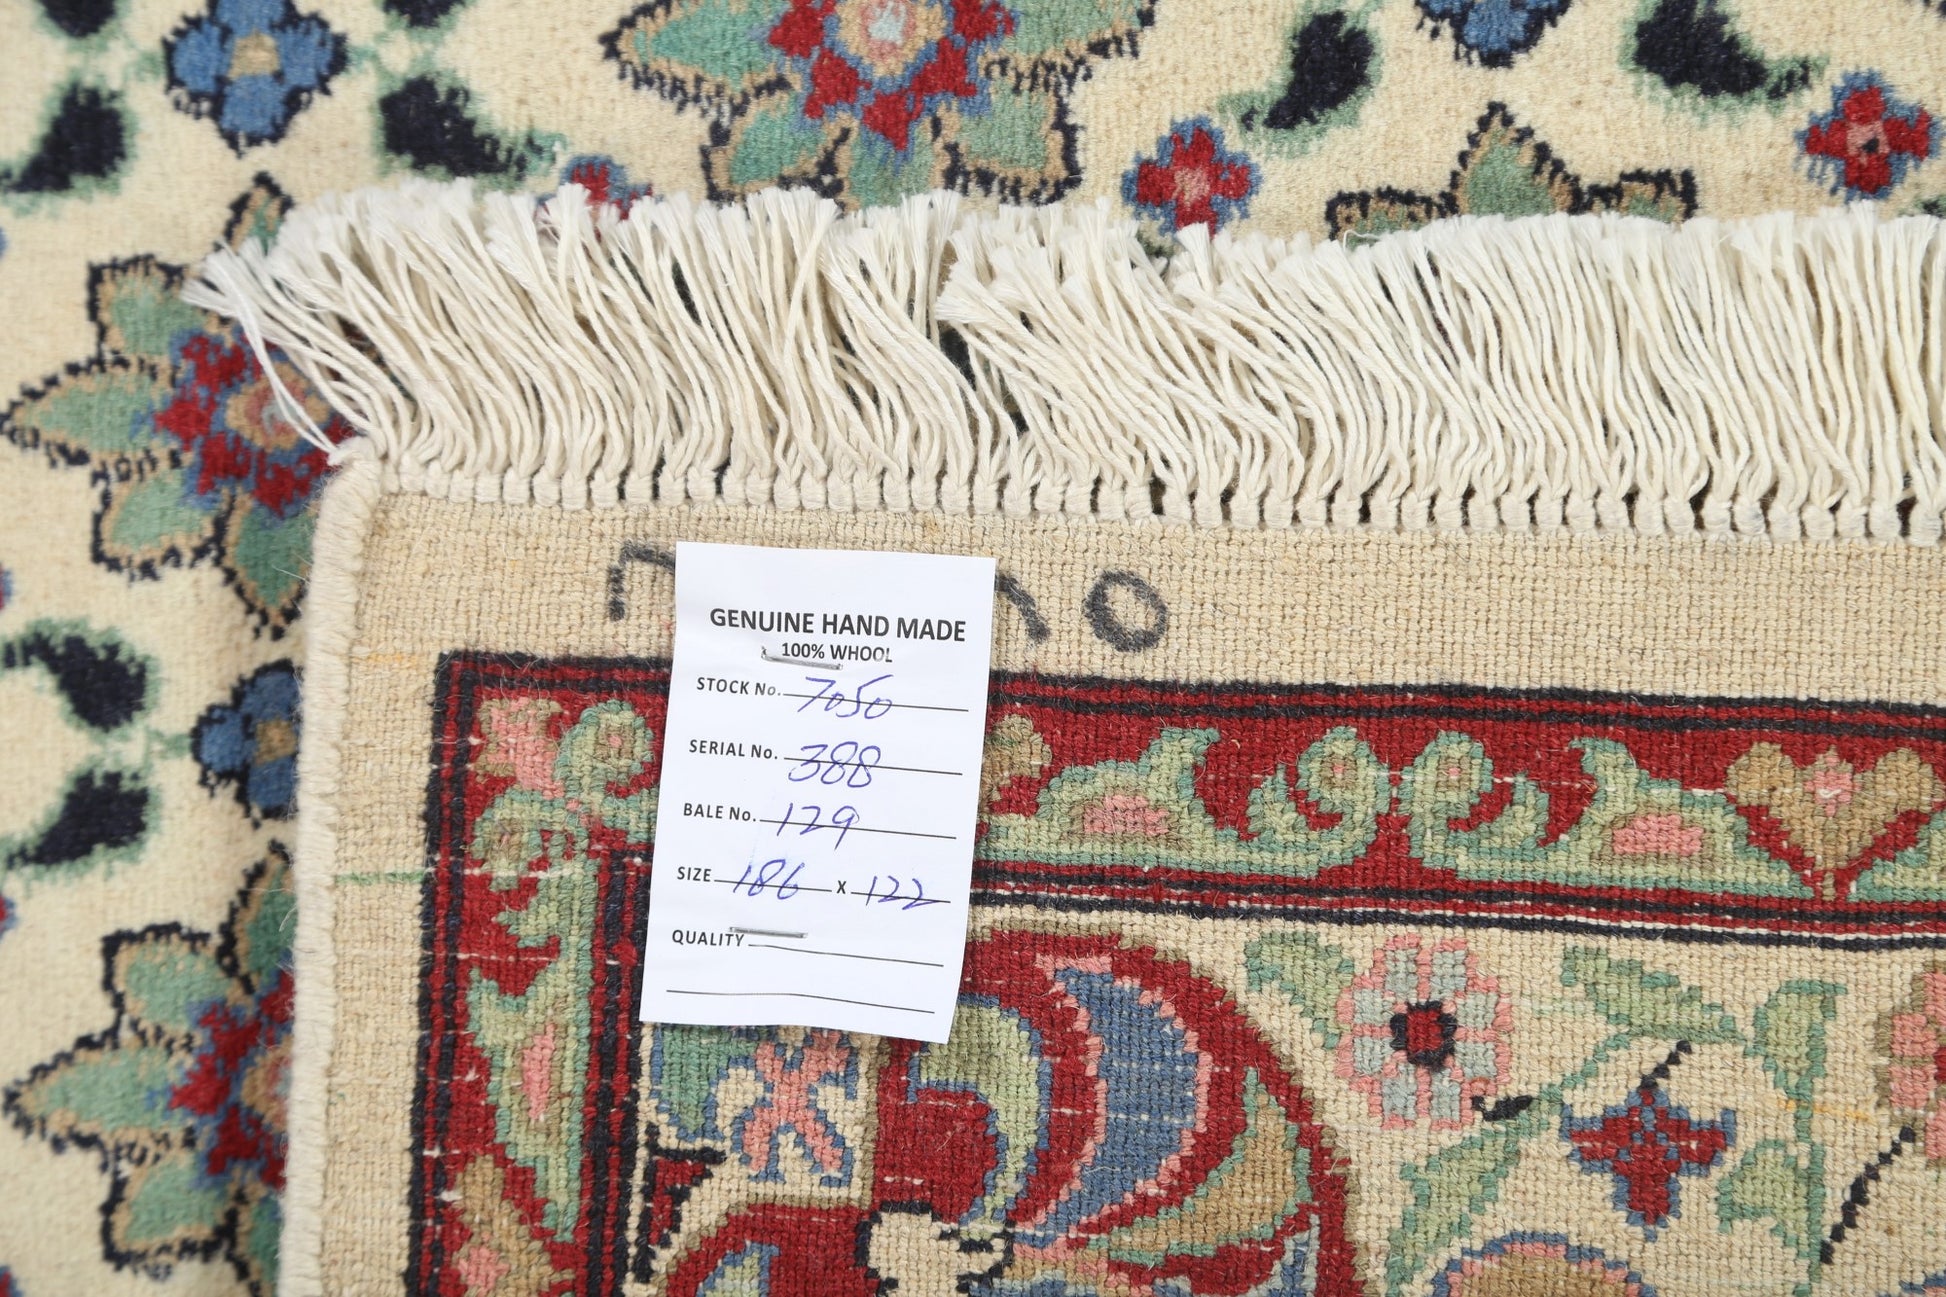 GENUINE HAND MADE
100% WHOOL
STOCK No. 7050
SERIAL No. 388
BALE No. 129
SIZE 186 X 122
QUALITY